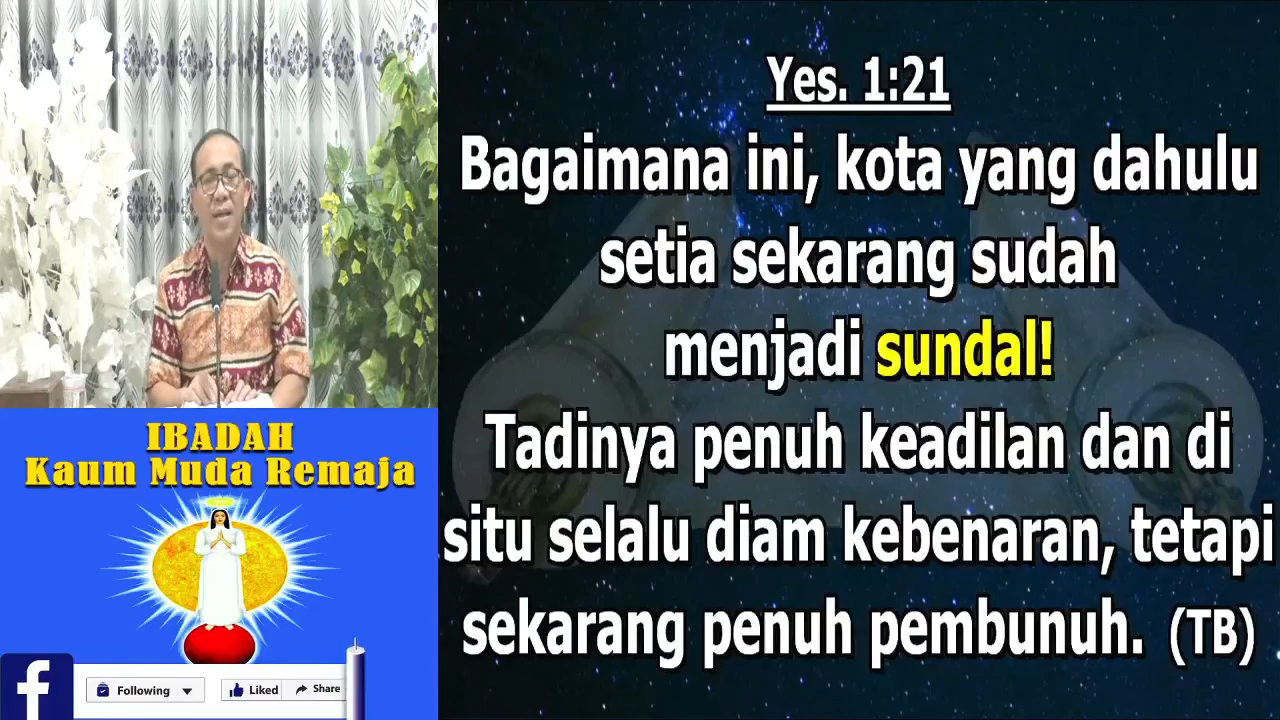 Yes. 1:21
Bagaimana ini, kota yang dahulu
setia sekarang sudah
menjadi sundal!
Tadinya penuh keadilan dan di
situ selalu diam kebenaran, tetapi
sekarang penuh pembunuh. (TB)
IBADAH
Kaum Muda Remaja
f
Following
Liked
Share